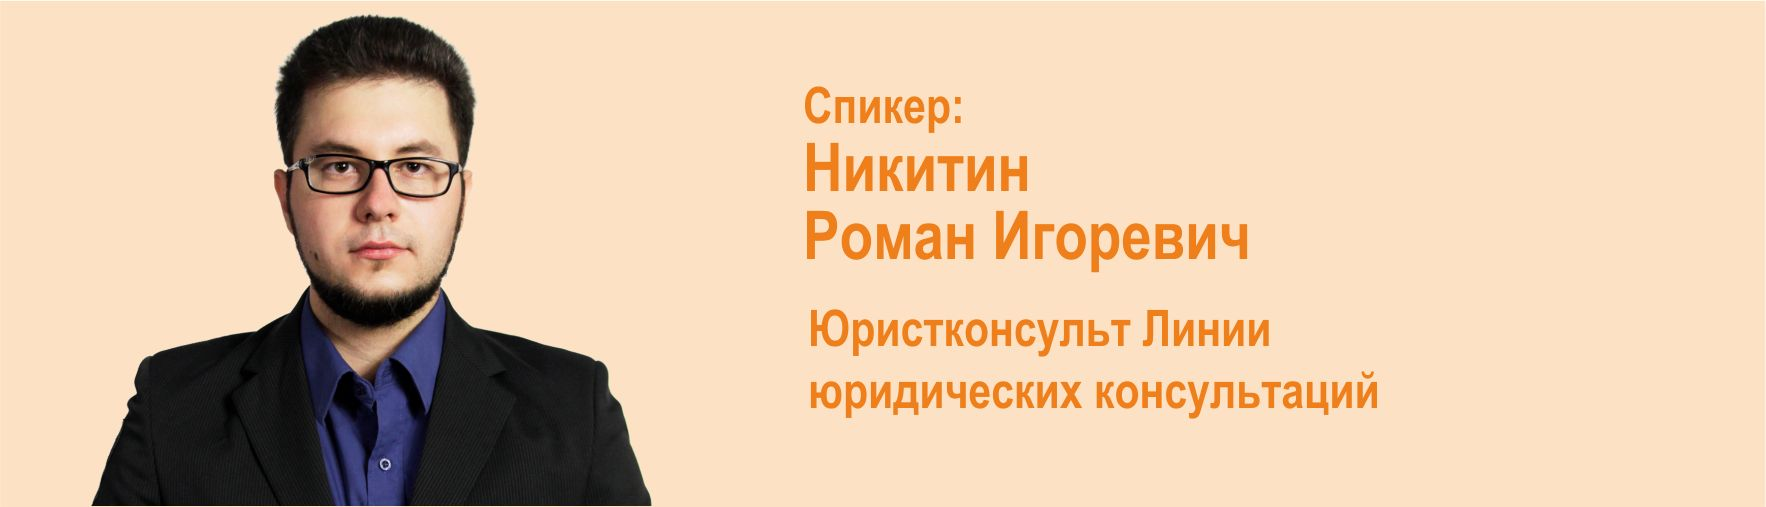 Спикер:
Никитин
Роман Игоревич
Юристконсульт Линии
юридических консультаций